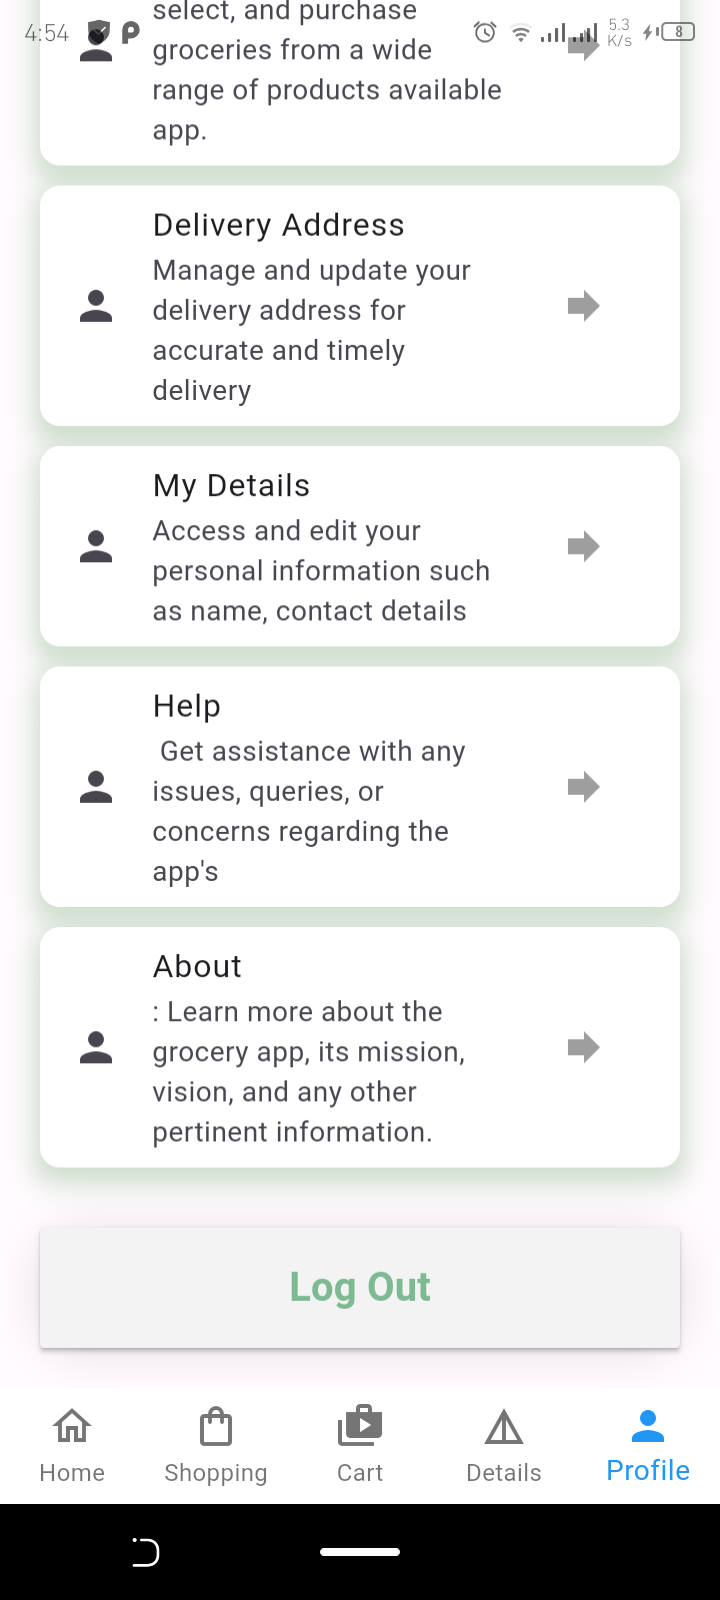 select, and purchase
4:54
5.3
K/s
8
groceries from a wide
range of products available
app.
Delivery Address
Manage and update your
delivery address for
accurate and timely
delivery
My Details
Access and edit your
personal information such
as name, contact details
Help
Get assistance with any
issues, queries, or
concerns regarding the
app's
About
: Learn more about the
grocery app, its mission,
vision, and any other
pertinent information.
Log Out
Home
Shopping
Cart
Details
Profile